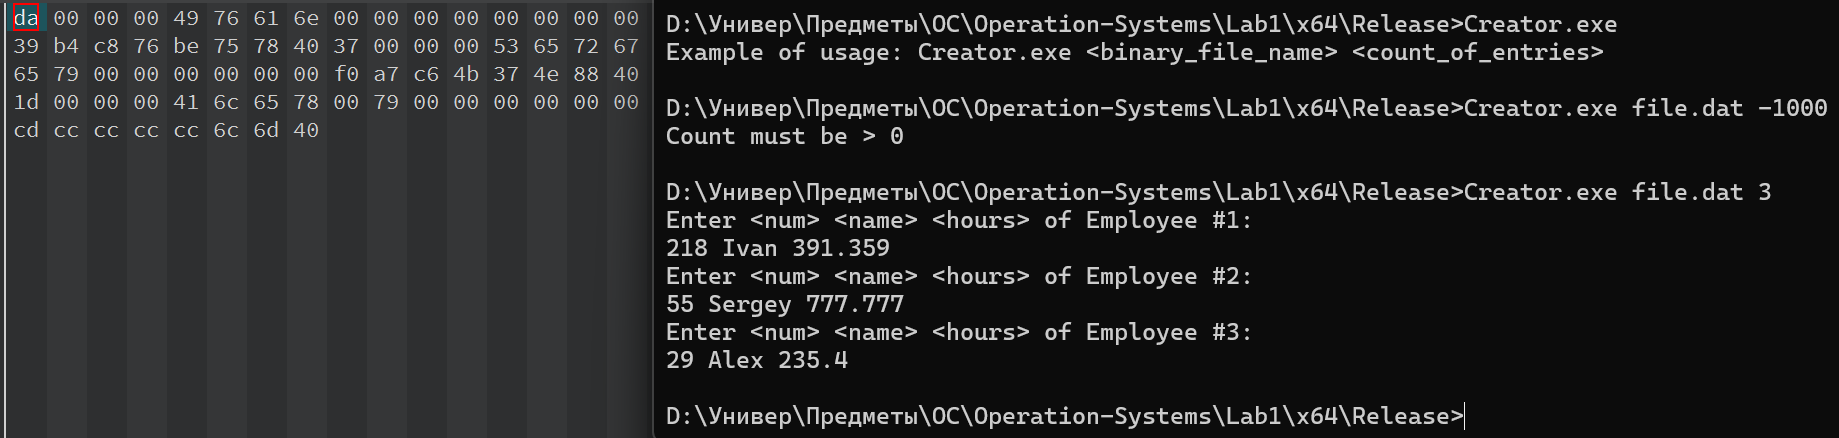 da 00 00 00 49 76 61 6e 00 00 00 00 00 00 00 00
39 b4 c8 76 be 75 78 40 37 00 00 00 53 65 72 67
65 79 00 00 00 00 00 00 f0 a7 c6 4b 37 4e 88 40
1d 00 00 00 41 6c 65 78 00 79 00 00 00 00 00 00
cd cc cc cc cc 6c 6d 40
D:\Универ\Предметы\ОС\Operation-Systems\Lab1\x64\Release>Creator.exe
Example of usage: Creator.exe <binary_file_name> <count_of_entries>
D:\Универ\Предметы\ОС\Operation-Systems\Lab1\x64\Release>Creator.exe file.dat -1000
Count must be > 0
D:\Универ\Предметы\ОС\Operation-Systems\Lab1\x64\Release>Creator.exe file.dat 3
Enter <num> <name> <hours> of Employee #1:
218 Ivan 391.359
Enter <num> <name> <hours> of Employee #2:
55 Sergey 777.777
Enter <num> <name> <hours> of Employee #3:
29 Alex 235.4
D:\Универ\Предметы\ОС\Operation-Systems\Lab1\x64\Release>